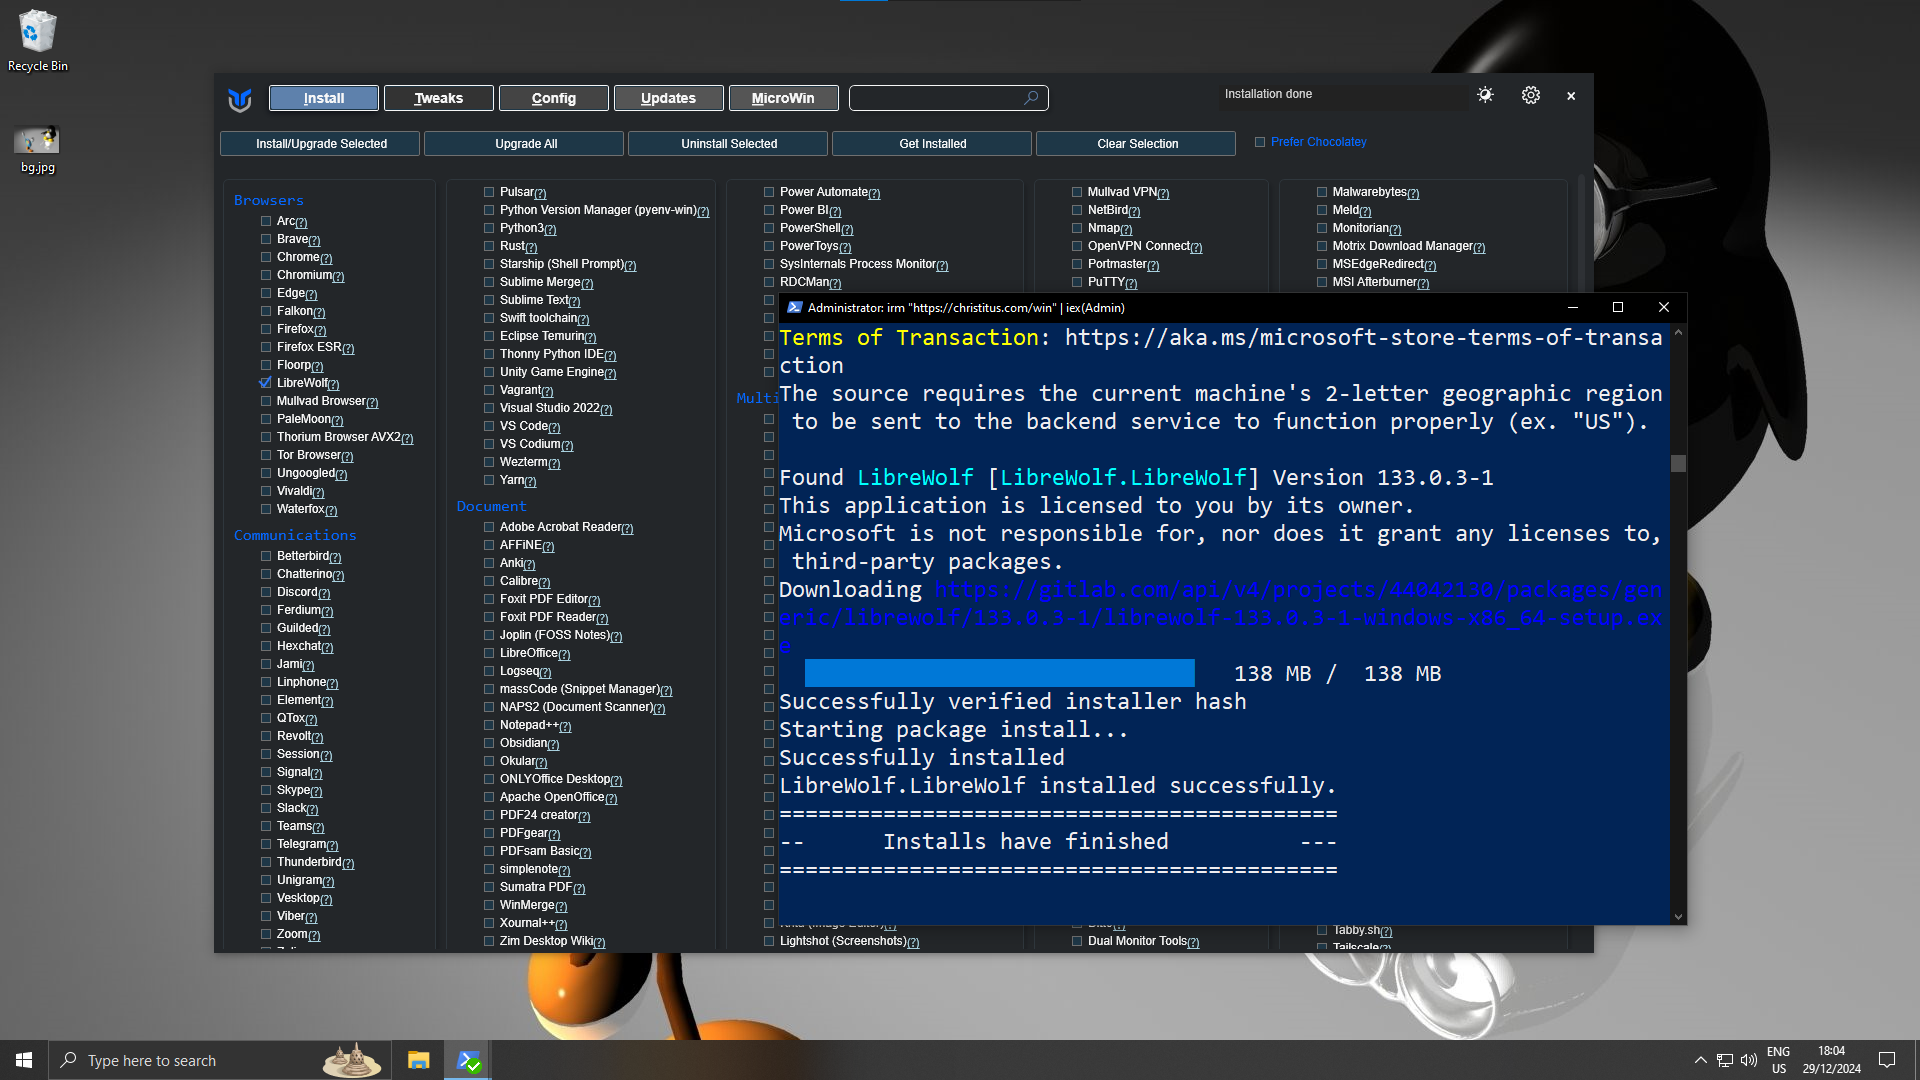 Recycle Bin
bg.jpg
Install
Tweaks
Config
Updates
MicroWin
Installation done
Install/Upgrade Selected
Upgrade All
Uninstall Selected
Get Installed
Clear Selection
Prefer Chocolatey
Browsers
Arc(?)
Brave(?)
Chrome(?)
Chromium(?)
Edge(?)
Falkon(?)
Firefox(?)
Firefox ESR(?)
Floorp(?)
LibreWolf(?)
Mullvad Browser(?)
PaleMoon(?)
Thorium Browser AVX2(?)
Tor Browser(?)
Ungoogled(?)
Vivaldi(?)
Waterfox(?)
Communications
Betterbird(?)
Chatterino(?)
Discord(?)
Ferdium(?)
Guilded(?)
Hexchat(?)
Jami(?)
Linphone(?)
Element(?)
QTox(?)
Revolt(?)
Session(?)
Signal(?)
Skype(?)
Slack(?)
Teams(?)
Telegram(?)
Thunderbird(?)
Unigram(?)
Vesktop(?)
Viber(?)
Zoom(?)
Pulsar(?)
Python Version Manager (pyenv-win)(?)
Python3(?)
Rust(?)
Starship (Shell Prompt)(?)
Sublime Merge(?)
Sublime Text(?)
Swift toolchain(?)
Eclipse Temurin(?)
Thonny Python IDE(?)
Unity Game Engine(?)
Vagrant(?)
Visual Studio 2022(?)
VS Code(?)
VS Codium(?)
Wezterm(?)
Yarn(?)
Document
Adobe Acrobat Reader(?)
AFFiNE(?)
Anki(?)
Calibre(?)
Foxit PDF Editor(?)
Foxit PDF Reader(?)
Joplin (FOSS Notes)(?)
LibreOffice(?)
Logseq(?)
massCode (Snippet Manager)(?)
NAPS2 (Document Scanner)(?)
Notepad++(?)
Obsidian(?)
Okular(?)
ONLYOffice Desktop(?)
Apache OpenOffice(?)
PDF24 creator(?)
PDFgear(?)
PDFsam Basic(?)
simplenote(?)
Sumatra PDF(?)
WinMerge(?)
Xournal++(?)
Zim Desktop Wiki(?)
Power Automate(?)
Power BI(?)
PowerShell(?)
PowerToys(?)
SysInternals Process Monitor(?)
RDCMan(?)
Multi
Lightshot (Screenshots)(?)
Mullvad VPN(?)
NetBird(?)
Nmap(?)
OpenVPN Connect(?)
Portmaster(?)
PuTTY(?)
Dual Monitor Tools(?)
Malwarebytes(?)
Meld(?)
Monitorian(?)
Motrix Download Manager(?)
MSEdgeRedirect(?)
MSI Afterburner(?)
Tabby.sh(?)
Tailscale(?)
Administrator: irm "https://christitus.com/win" | iex(Admin)
Terms of Transaction: https://aka.ms/microsoft-store-terms-of-transa
ction
The source requires the current machine's 2-letter geographic region
to be sent to the backend service to function properly (ex. "US").
Found LibreWolf [LibreWolf.LibreWolf] Version 133.0.3-1
This application is licensed to you by its owner.
Microsoft is not responsible for, nor does it grant any licenses to,
third-party packages.
Downloading https://gitlab.com/api/v4/projects/44042130/packages/gen
eric/librewolf/133.0.3-1/librewolf-133.0.3-1-windows-x86_64-setup.ex
e
138 MB / 138 MB
Successfully verified installer hash
Starting package install...
Successfully installed
LibreWolf.LibreWolf installed successfully.
===========================================
-- Installs have finished ---
===========================================
Type here to search
ENG
US
18:04
29/12/2024